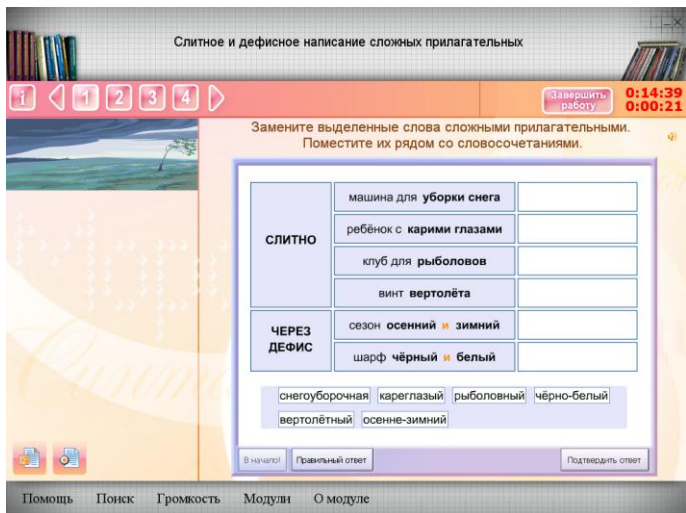 Слитное и дефисное написание сложных прилагательных
i 1 2 3 4
Завершить работу
0:14:39
0:00:21
Замените выделенные слова сложными прилагательными.
Поместите их рядом со словосочетаниями.
СЛИТНО
машина для уборки снега
ребёнок с карими глазами
клуб для рыболовов
винт вертолёта
ЧЕРЕЗ
ДЕФИС
сезон осенний и зимний
шарф чёрный и белый
снегоуборочная кареглазый рыболовный чёрно-белый
вертолётный осенне-зимний
В начало! Правильный ответ Подтвердить ответ
Помощь Поиск Громкость Модули О модуле